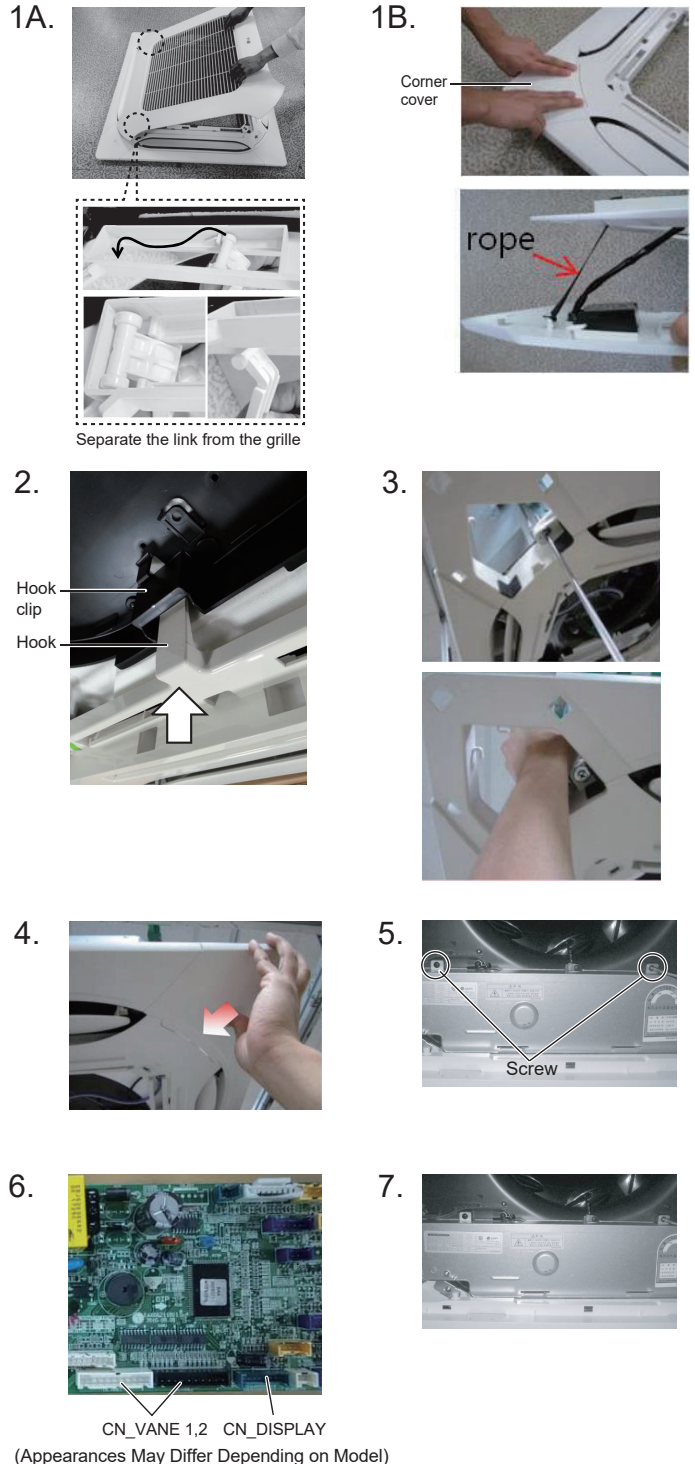 1A.
1B.
Corner
cover
rope
Separate the link from the grille
2.
Hook
clip
Hook
3.
4.
5.
Screw
6.
CN_VANE 1,2 CN_DISPLAY
(Appearances May Differ Depending on Model)
7.